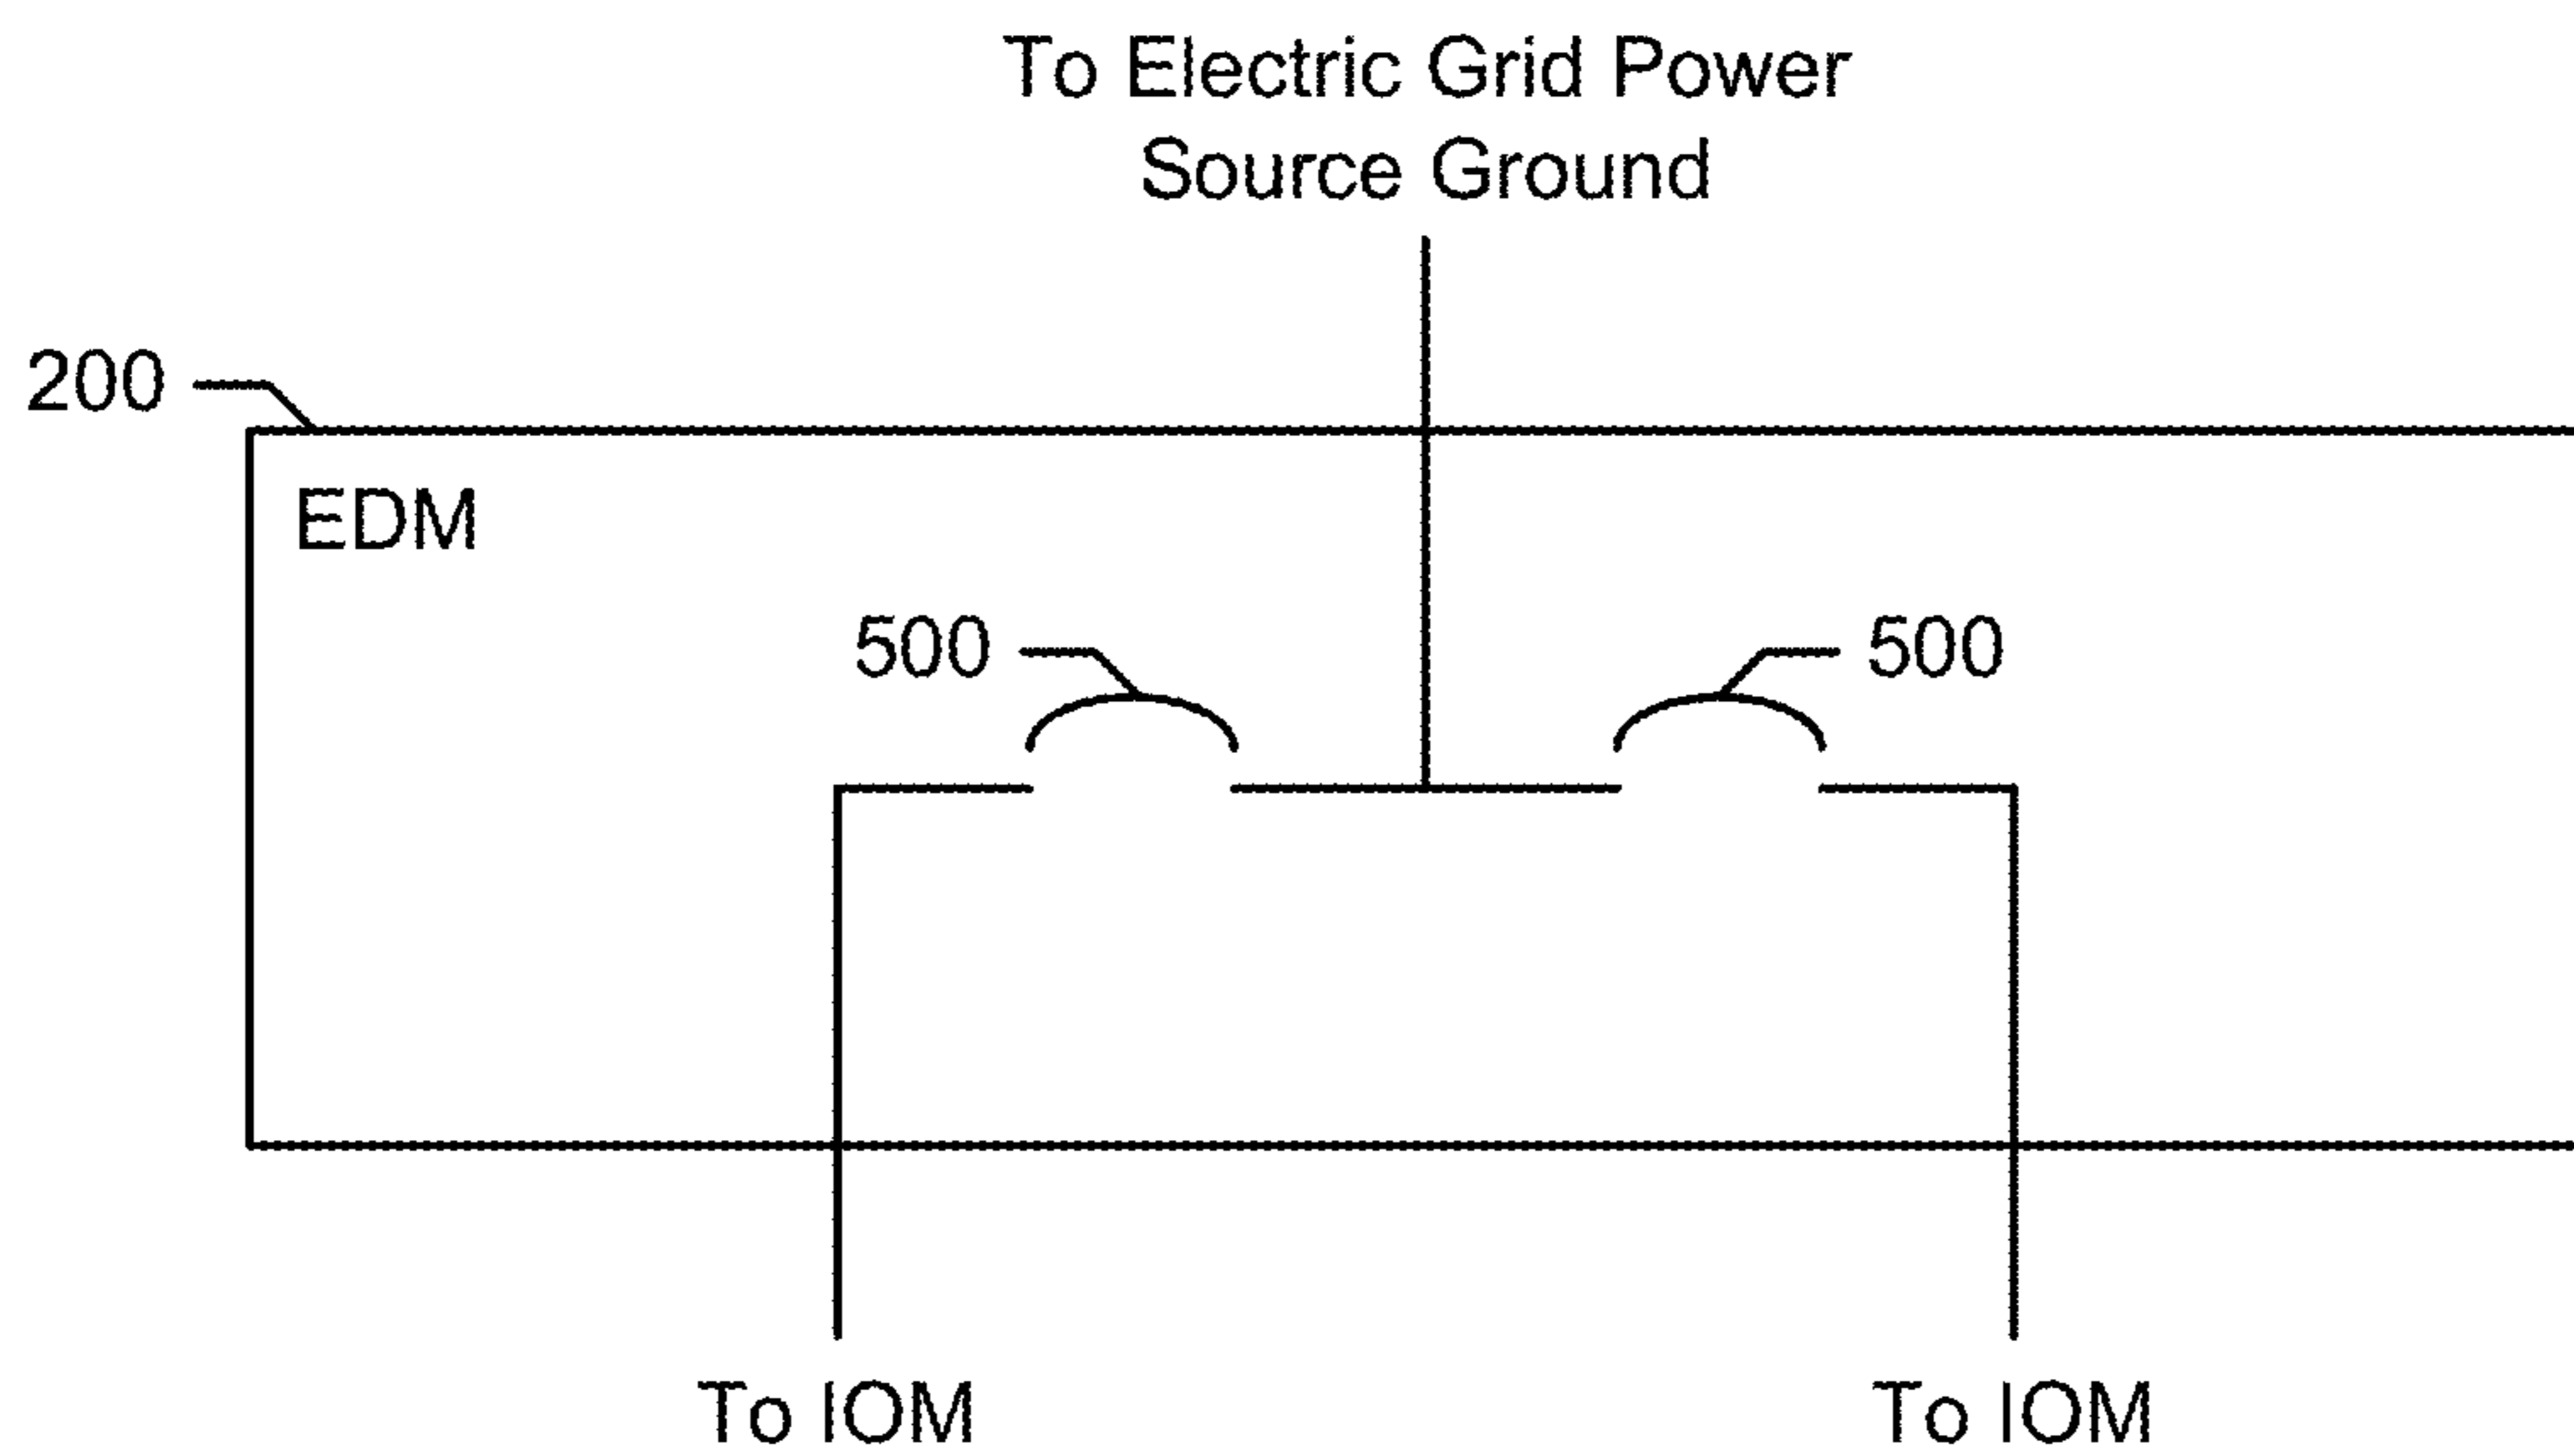 To Electric Grid Power
Source Ground
200
EDM
500
500
To IOM
To IOM